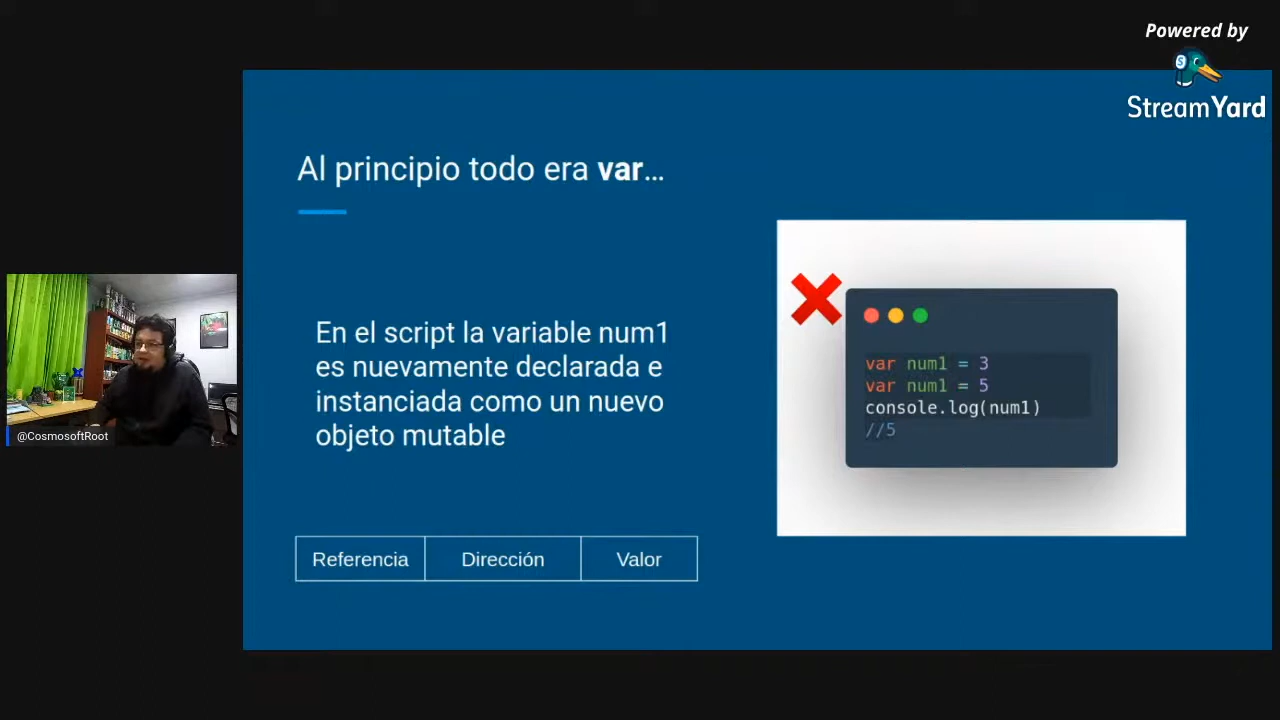 Powered by
StreamYard
Al principio todo era var...
En el script la variable num1
es nuevamente declarada e
instanciada como un nuevo
objeto mutable
var num1 = 3
var num1 = 5
console.log(num1)
//5
Referencia Dirección Valor
@CosmosoftRoot